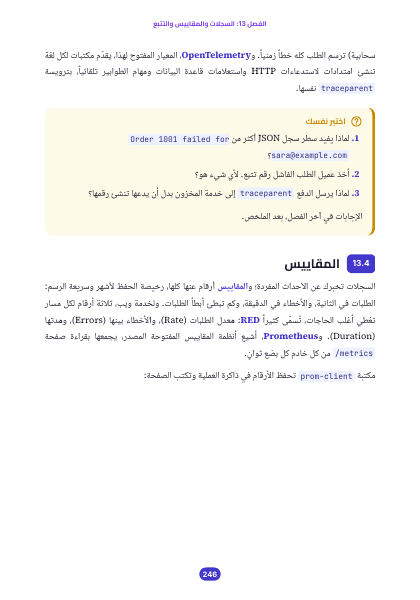 الفصل 13: السجلات والمقاييس والتتبع
سحابية) ترسم الطلب كله خطاً زمنياً. وOpenTelemetry، المعيار المفتوح لهذا، يقدّم مكتبات لكل لغة
تنشئ امتدادات لاستدعاءات HTTP واستعلامات قاعدة البيانات ومهام الطوابير تلقائياً، بترويسة
traceparent نفسها.
اختبر نفسك
1. لماذا يفيد سطر سجل JSON أكثر من Order 1001 failed for
sara@example.com؟
2. أخذ عميل الطلب الفاشل رقم تتبع. لأي شيء هو؟
3. لماذا يرسل الدفع traceparent إلى خدمة المخزون بدل أن يدعها تنشئ رقمها؟
الإجابات في آخر الفصل، بعد الملخص.
13.4 المقاييس
السجلات تخبرك عن الأحداث المفردة؛ والمقاييس أرقام عنها كلها، رخيصة الحفظ لأشهر وسريعة الرسم:
الطلبات في الثانية، والأخطاء في الدقيقة، وكم تبطئ أبطأ الطلبات. ولخدمة ويب، ثلاثة أرقام لكل مسار
تغطي أغلب الحاجات، تُسمّى كثيراً RED: معدل الطلبات (Rate)، والأخطاء بينها (Errors)، ومدتها
(Duration). وPrometheus، أشيع أنظمة المقاييس المفتوحة المصدر، يجمعها بقراءة صفحة
/metrics من كل خادم كل بضع ثوانٍ.
مكتبة prom-client تحفظ الأرقام في ذاكرة العملية وتكتب الصفحة:
246